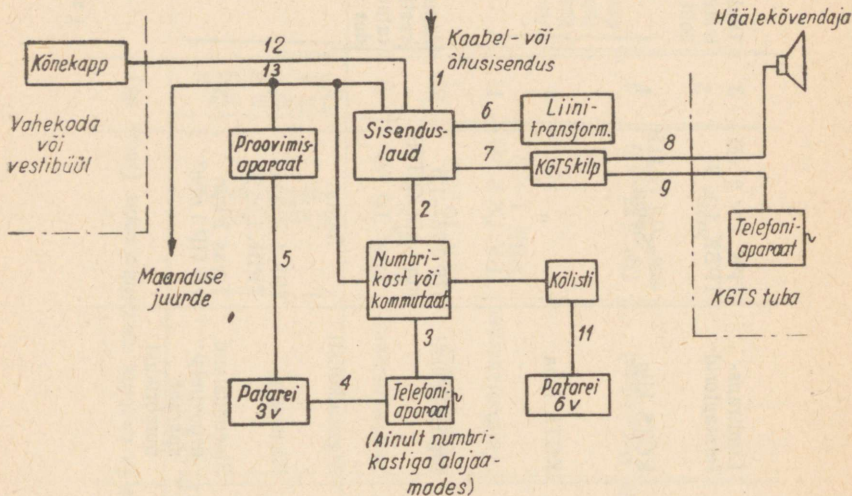 Häälekõvendaja
12
Kaabel- või
õhusisendus
Kõnekapp
13
1
Vahekoda
või
vestibüül
Proovimis-
aparaat
Sisendus-
laud
6
Liini-
transform.
7
KGTS kilp
8
9
2
5
Telefoni-
aparaat
Maanduse
juurde
Numbri-
kast või
kommutaat.
Kõlisti
KGTS tuba
3
11
4
Patarei
3 v
Telefoni-
aparaat
Patarei
6 v
(Ainult numbri-
kastiga alajaa-
mades)